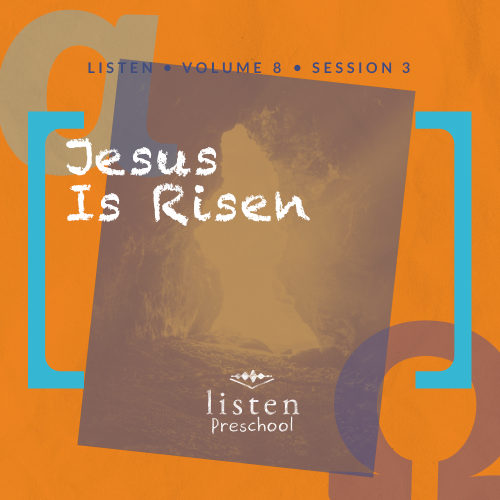 LISTEN • VOLUME 8 • SESSION 3
α
Jesus
Is Risen
listen
Preschool
Ω